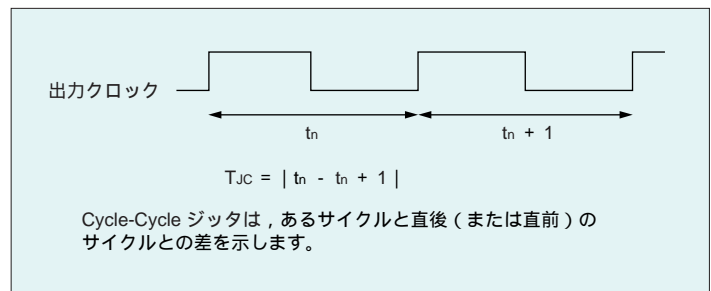 出力クロック
tn
tn + 1
TJC = | tn - tn + 1 |
Cycle-Cycle ジッタは , あるサイクルと直後 ( または直前 ) の
サイクルとの差を示します。